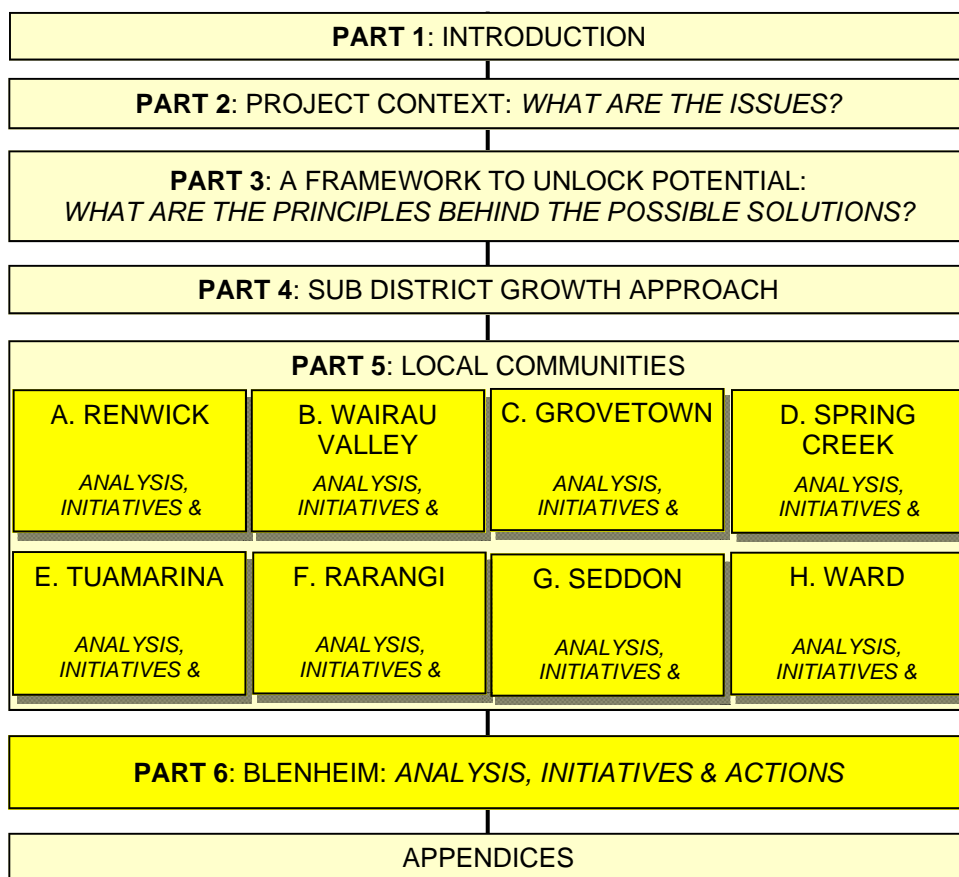 PART 1: INTRODUCTION
PART 2: PROJECT CONTEXT: WHAT ARE THE ISSUES?
PART 3: A FRAMEWORK TO UNLOCK POTENTIAL:
WHAT ARE THE PRINCIPLES BEHIND THE POSSIBLE SOLUTIONS?
PART 4: SUB DISTRICT GROWTH APPROACH
PART 5: LOCAL COMMUNITIES
A. RENWICK
ANALYSIS,
INITIATIVES &
B. WAIRAU
VALLEY
ANALYSIS,
INITIATIVES &
C. GROVETOWN
ANALYSIS,
INITIATIVES &
D. SPRING
CREEK
ANALYSIS,
INITIATIVES &
E. TUAMARINA
ANALYSIS,
INITIATIVES &
F. RARANGI
ANALYSIS,
INITIATIVES &
G. SEDDON
ANALYSIS,
INITIATIVES &
H. WARD
ANALYSIS,
INITIATIVES &
PART 6: BLENHEIM: ANALYSIS, INITIATIVES & ACTIONS
APPENDICES